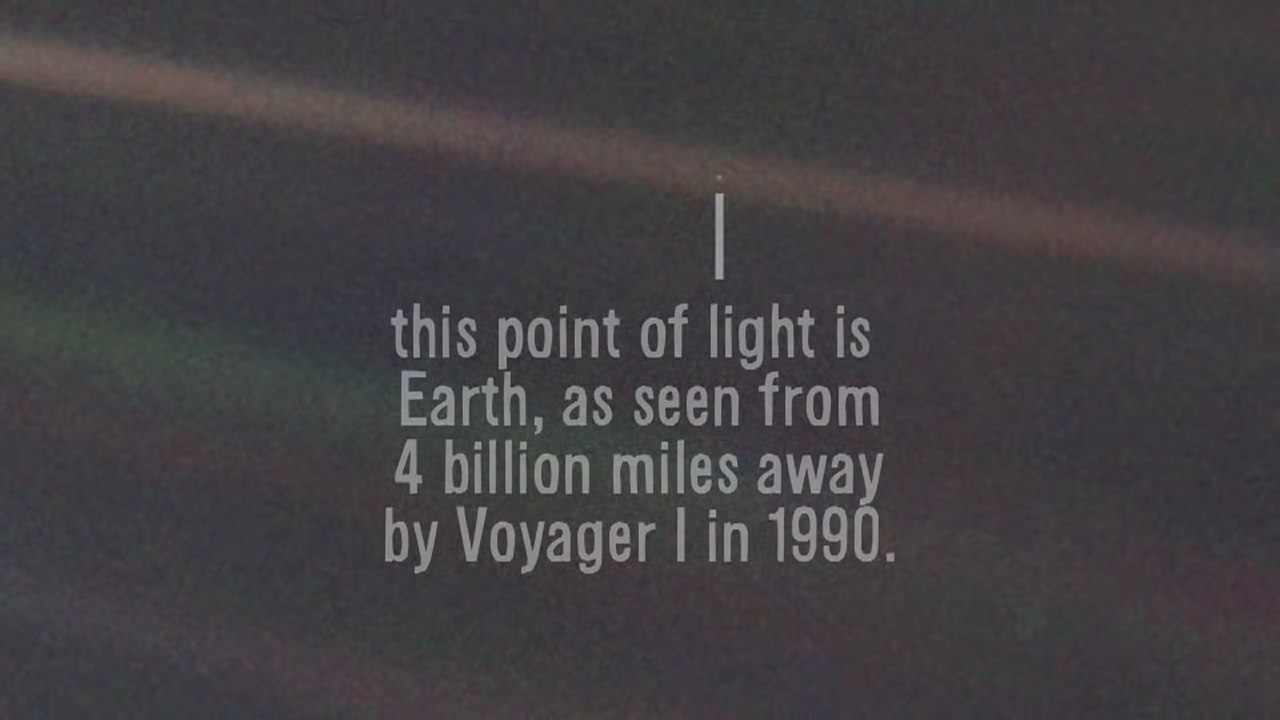 this point of light is
Earth, as seen from
4 billion miles away
by Voyager I in 1990.